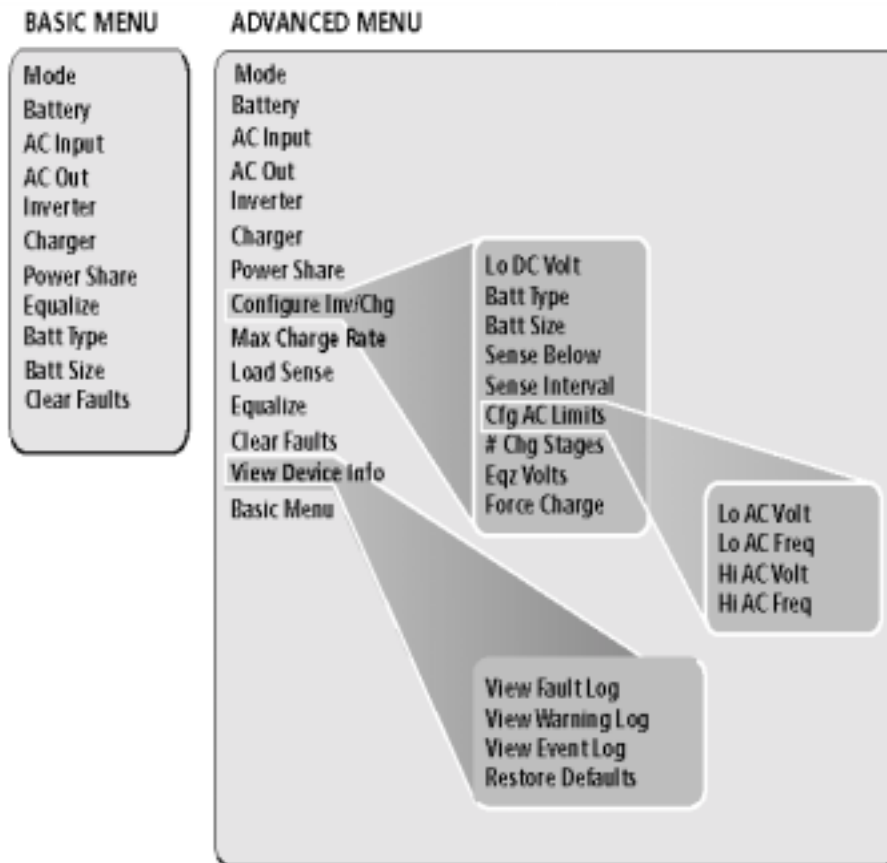 BASIC MENU
Mode
Battery
AC Input
AC Out
Inverter
Charger
Power Share
Equalize
Batt Type
Batt Size
Clear Faults
ADVANCED MENU
Mode
Battery
AC Input
AC Out
Inverter
Charger
Power Share
Configure Inv/Chg
Max Charge Rate
Load Sense
Equalize
Clear Faults
View Device Info
Basic Menu
Lo DC Volt
Batt Type
Batt Size
Sense Below
Sense Interval
Cfg AC Limits
# Chg Stages
Eqz Volts
Force Charge
Lo AC Volt
Lo AC Freq
Hi AC Volt
Hi AC Freq
View Fault Log
View Warning Log
View Event Log
Restore Defaults